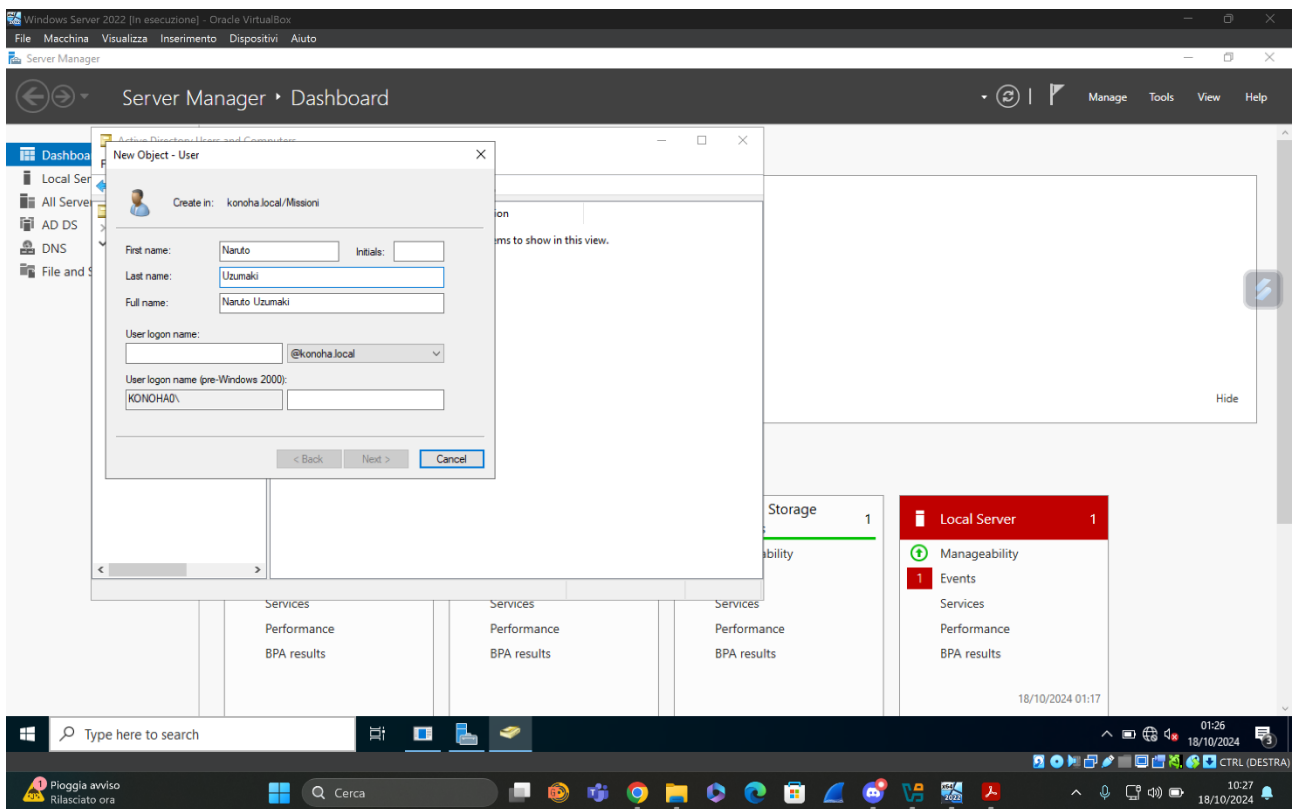 Windows Server 2022 [In esecuzione] - Oracle VirtualBox
File Macchina Visualizza Inserimento Dispositivi Aiuto
Server Manager
Server Manager Dashboard
Manage Tools View Help
Active Directory Users and Computers
New Object - User
Create in: konoha.local/Missioni
First name: Naruto Initials:
Last name: Uzumaki
Full name: Naruto Uzumaki
User logon name:
@konoha.local
User logon name (pre-Windows 2000):
KONOHA0\
< Back Next > Cancel
Dashboa
Local Ser
All Server
AD DS
DNS
File and S
ion
ems to show in this view.
Hide
Services
Performance
BPA results
Services
Performance
BPA results
Storage 1
ability
Services
Performance
BPA results
Local Server 1
Manageability
1 Events
Services
Performance
BPA results
18/10/2024 01:17
Type here to search
01:26
18/10/2024
3
CTRL (DESTRA)
1
Pioggia avviso
Rilasciato ora
Cerca
10:27
18/10/2024